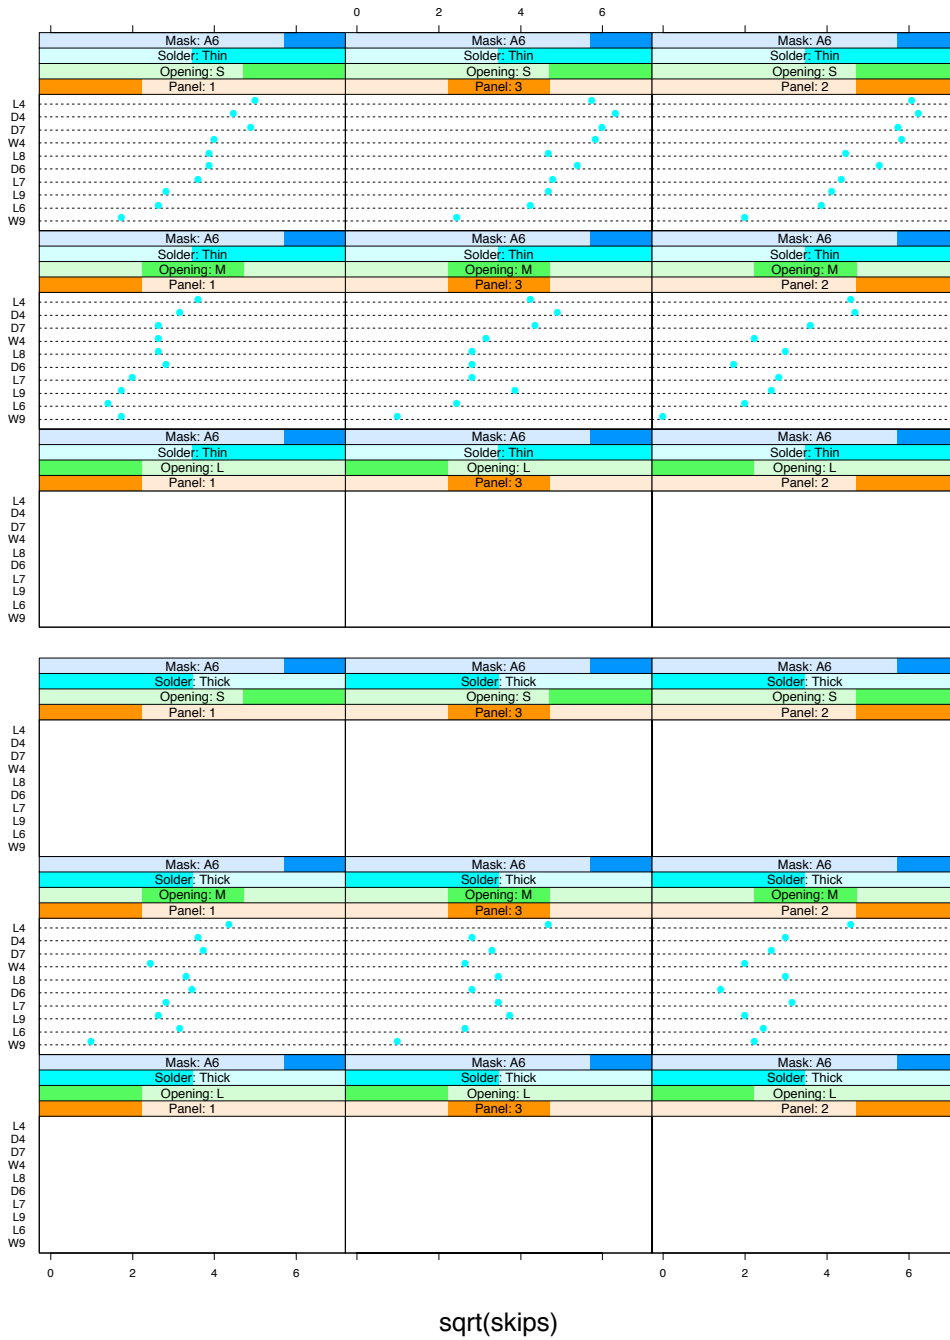 0 2 4 6
0 2 4 6
Mask: A6 Mask: A6 Mask: A6
Solder: Thin Solder: Thin Solder: Thin
Opening: S Opening: S Opening: S
Panel: 1 Panel: 3 Panel: 2
L4
D4
D7
W4
L8
D6
L7
L9
L6
W9
Mask: A6 Mask: A6 Mask: A6
Solder: Thin Solder: Thin Solder: Thin
Opening: M Opening: M Opening: M
Panel: 1 Panel: 3 Panel: 2
L4
D4
D7
W4
L8
D6
L7
L9
L6
W9
Mask: A6 Mask: A6 Mask: A6
Solder: Thin Solder: Thin Solder: Thin
Opening: L Opening: L Opening: L
Panel: 1 Panel: 3 Panel: 2
L4
D4
D7
W4
L8
D6
L7
L9
L6
W9
Mask: A6 Mask: A6 Mask: A6
Solder: Thick Solder: Thick Solder: Thick
Opening: S Opening: S Opening: S
Panel: 1 Panel: 3 Panel: 2
L4
D4
D7
W4
L8
D6
L7
L9
L6
W9
Mask: A6 Mask: A6 Mask: A6
Solder: Thick Solder: Thick Solder: Thick
Opening: M Opening: M Opening: M
Panel: 1 Panel: 3 Panel: 2
L4
D4
D7
W4
L8
D6
L7
L9
L6
W9
Mask: A6 Mask: A6 Mask: A6
Solder: Thick Solder: Thick Solder: Thick
Opening: L Opening: L Opening: L
Panel: 1 Panel: 3 Panel: 2
L4
D4
D7
W4
L8
D6
L7
L9
L6
W9
0 2 4 6 0 2 4 6
sqrt(skips)